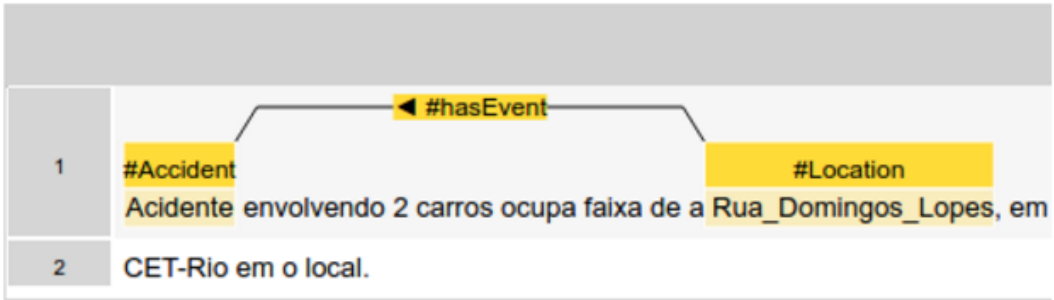 ◄ #hasEvent
1
#Accident #Location
Acidente envolvendo 2 carros ocupa faixa de a Rua_Domingos_Lopes, em
2 CET-Rio em o local.